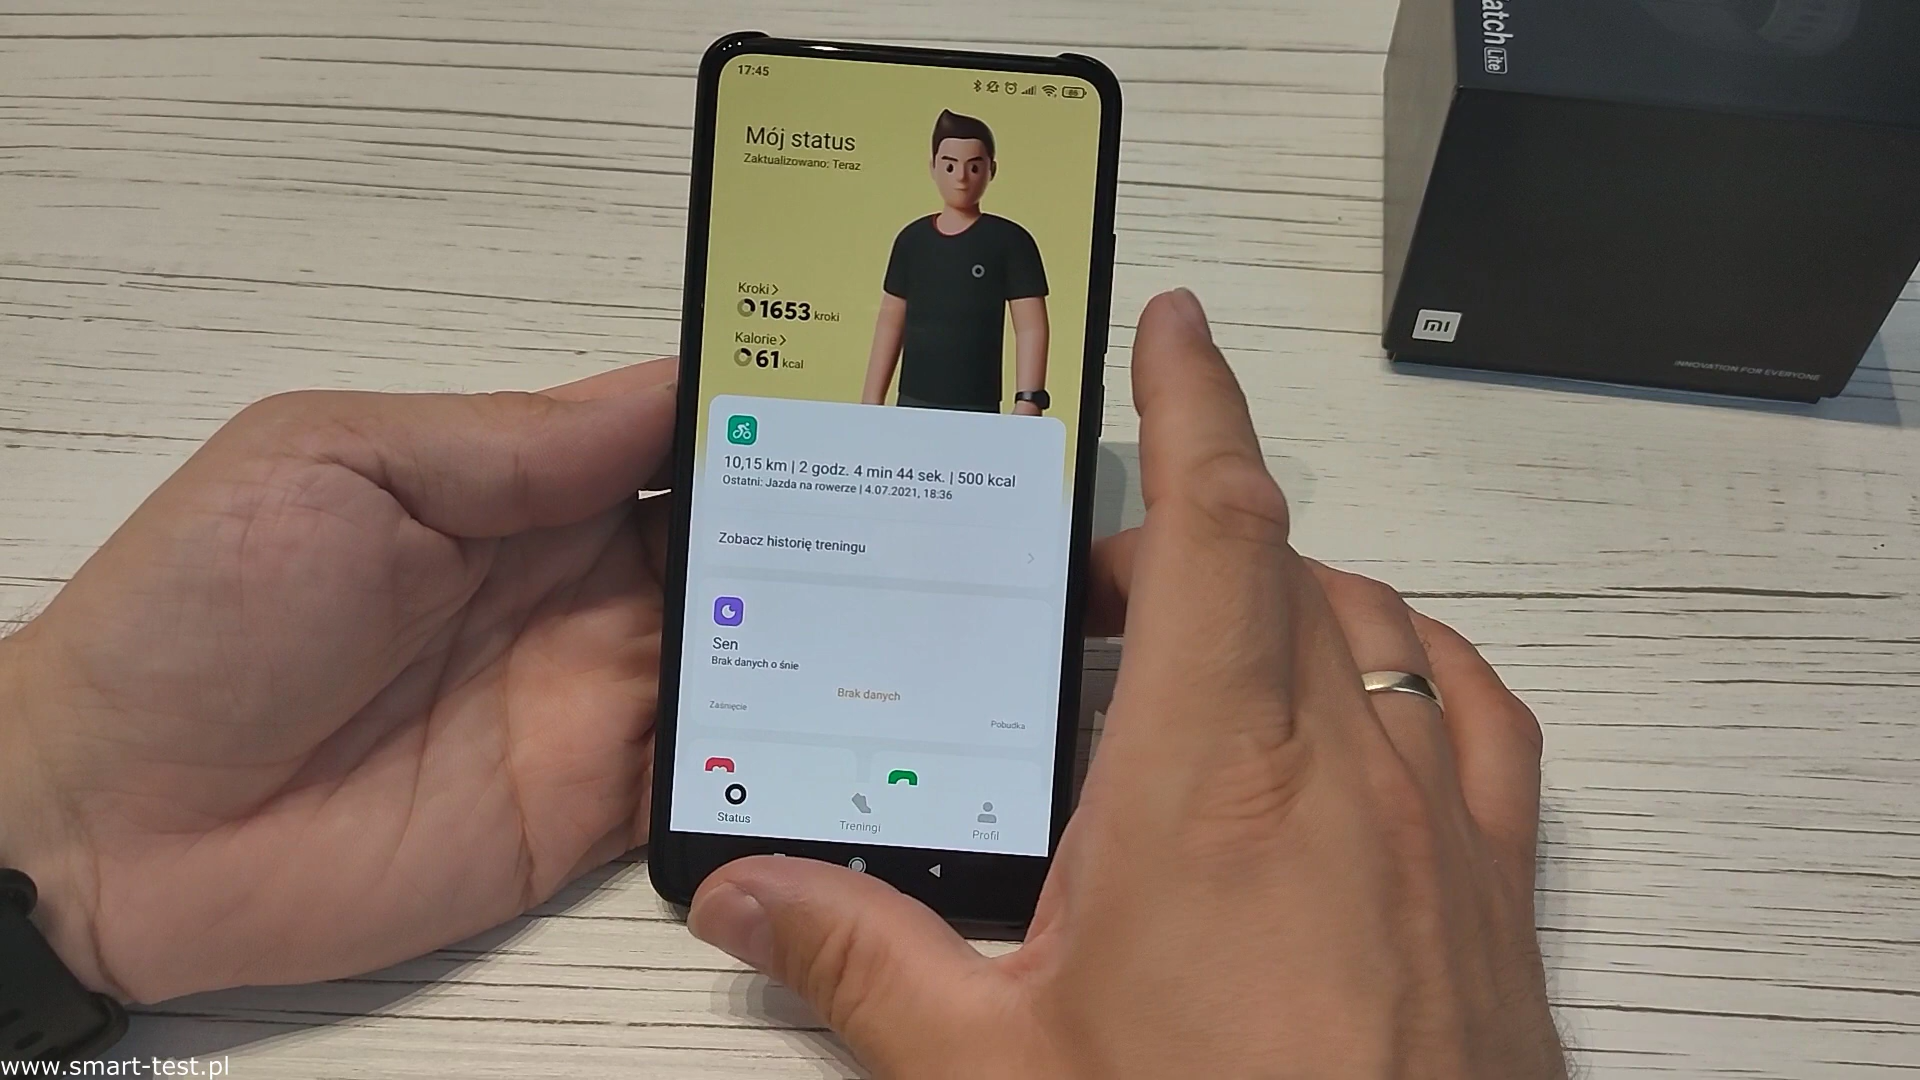 17:45
86
Mój status
Zaktualizowano: Teraz
Kroki >
1653 kroki
Kalorie >
61 kcal
10,15 km | 2 godz. 4 min 44 sek. | 500 kcal
Ostatni: Jazda na rowerze | 4.07.2021, 18:36
Zobacz historię treningu
Sen
Brak danych o śnie
Brak danych
Zaśnięcie
Pobudka
Status
Treningi
Profil
atch Lite
mi
INNOVATION FOR EVERYONE
www.smart-test.pl